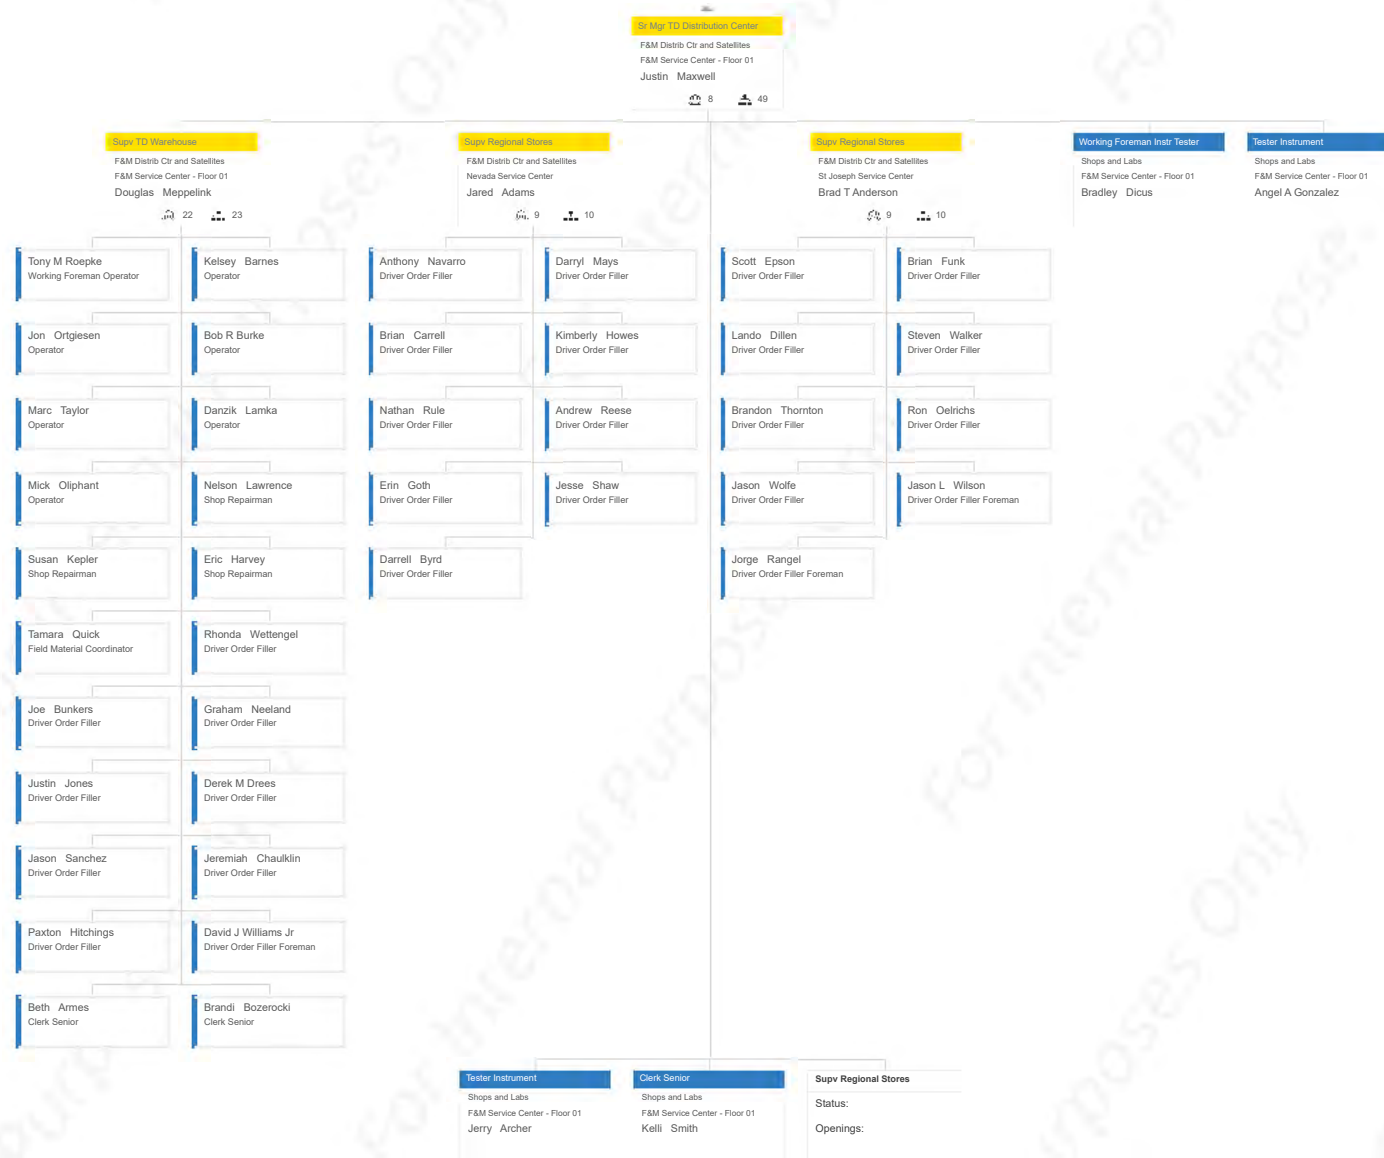 Sr Mgr TD Distribution Center
F&M Distrib Ctr and Satellites
F&M Service Center - Floor 01
Justin Maxwell
8 49
Supv TD Warehouse
F&M Distrib Ctr and Satellites
F&M Service Center - Floor 01
Douglas Meppelink
22 23
Supv Regional Stores
F&M Distrib Ctr and Satellites
Nevada Service Center
Jared Adams
9 10
Supv Regional Stores
F&M Distrib Ctr and Satellites
St Joseph Service Center
Brad T Anderson
9 10
Working Foreman Instr Tester
Shops and Labs
F&M Service Center - Floor 01
Bradley Dicus
Tester Instrument
Shops and Labs
F&M Service Center - Floor 01
Angel A Gonzalez
Tony M Roepke
Working Foreman Operator
Kelsey Barnes
Operator
Jon Ortgiesen
Operator
Bob R Burke
Operator
Marc Taylor
Operator
Danzik Lamka
Operator
Mick Oliphant
Operator
Nelson Lawrence
Shop Repairman
Susan Kepler
Shop Repairman
Eric Harvey
Shop Repairman
Tamara Quick
Field Material Coordinator
Rhonda Wettengel
Driver Order Filler
Joe Bunkers
Driver Order Filler
Graham Neeland
Driver Order Filler
Justin Jones
Driver Order Filler
Derek M Drees
Driver Order Filler
Jason Sanchez
Driver Order Filler
Jeremiah Chaulklin
Driver Order Filler
Paxton Hitchings
Driver Order Filler
David J Williams Jr
Driver Order Filler Foreman
Beth Armes
Clerk Senior
Brandi Bozerocki
Clerk Senior
Anthony Navarro
Driver Order Filler
Darryl Mays
Driver Order Filler
Brian Carrell
Driver Order Filler
Kimberly Howes
Driver Order Filler
Nathan Rule
Driver Order Filler
Andrew Reese
Driver Order Filler
Erin Goth
Driver Order Filler
Jesse Shaw
Driver Order Filler
Darrell Byrd
Driver Order Filler
Scott Epson
Driver Order Filler
Brian Funk
Driver Order Filler
Lando Dillen
Driver Order Filler
Steven Walker
Driver Order Filler
Brandon Thornton
Driver Order Filler
Ron Oelrichs
Driver Order Filler
Jason Wolfe
Driver Order Filler
Jason L Wilson
Driver Order Filler Foreman
Jorge Rangel
Driver Order Filler Foreman
Tester Instrument
Shops and Labs
F&M Service Center - Floor 01
Jerry Archer
Clerk Senior
Shops and Labs
F&M Service Center - Floor 01
Kelli Smith
Supv Regional Stores
Status:
Openings:
For Internal Purposes Only